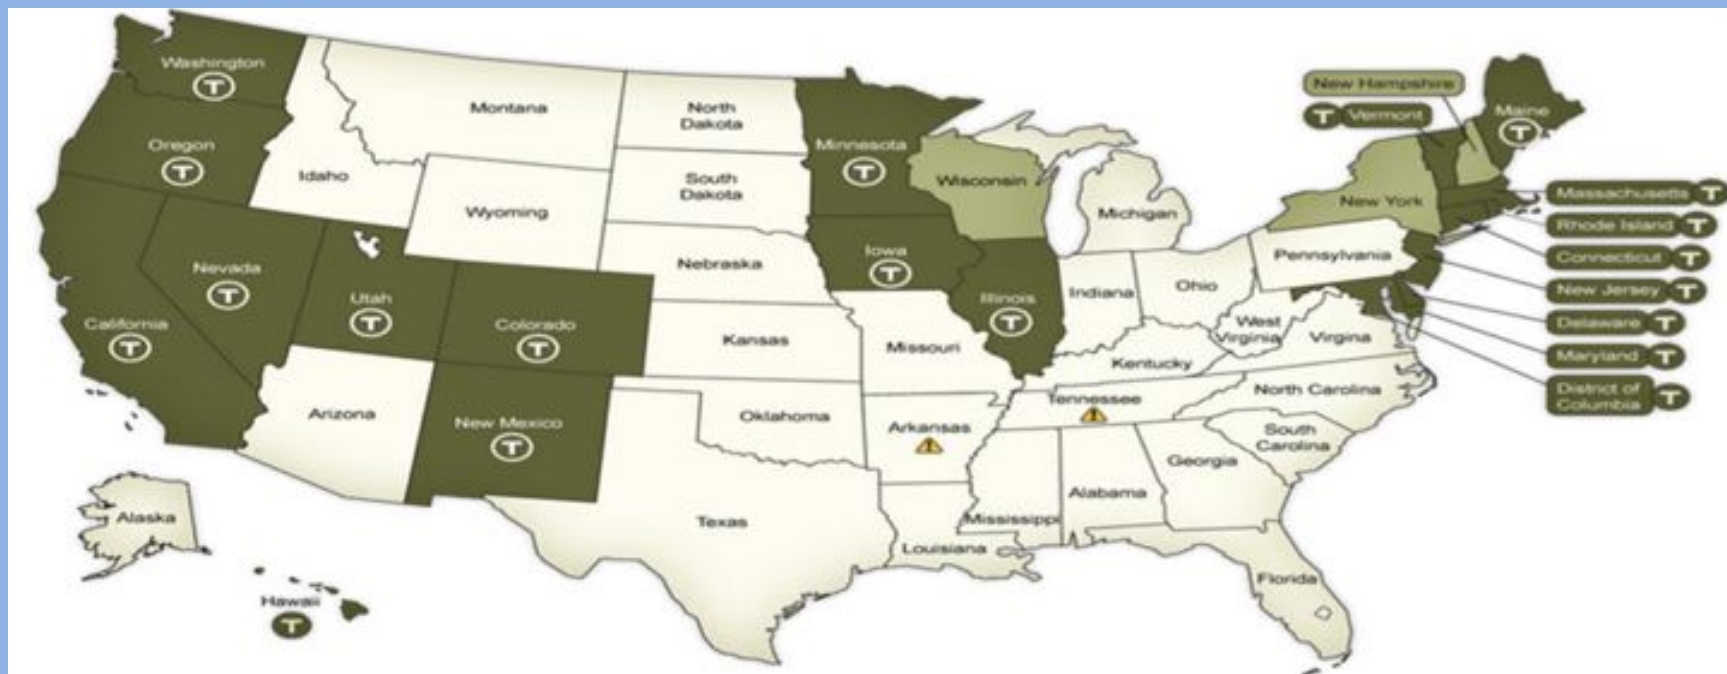 Washington
T
Montana
North
Dakota
Minnesota
T
New Hampshire
T Vermont
Maine
T
Oregon
T
Idaho
Wyoming
South
Dakota
Wisconsin
Michigan
New York
Massachusetts T
Rhode Island T
Connecticut T
New Jersey T
Delaware T
Maryland T
District of
Columbia T
Nevada
T
Utah
T
Colorado
T
California
T
Nebraska
Iowa
T
Illinois
T
Indiana
Ohio
Pennsylvania
West
Virginia
Virgina
Kansas
Missouri
Kentucky
Arizona
New Mexico
T
Oklahoma
Arkansas
!
Tennessee
!
North Carolina
South
Carolina
Georgia
Alabama
Mississippi
Texas
Louisiana
Florida
Alaska
Hawaii
T